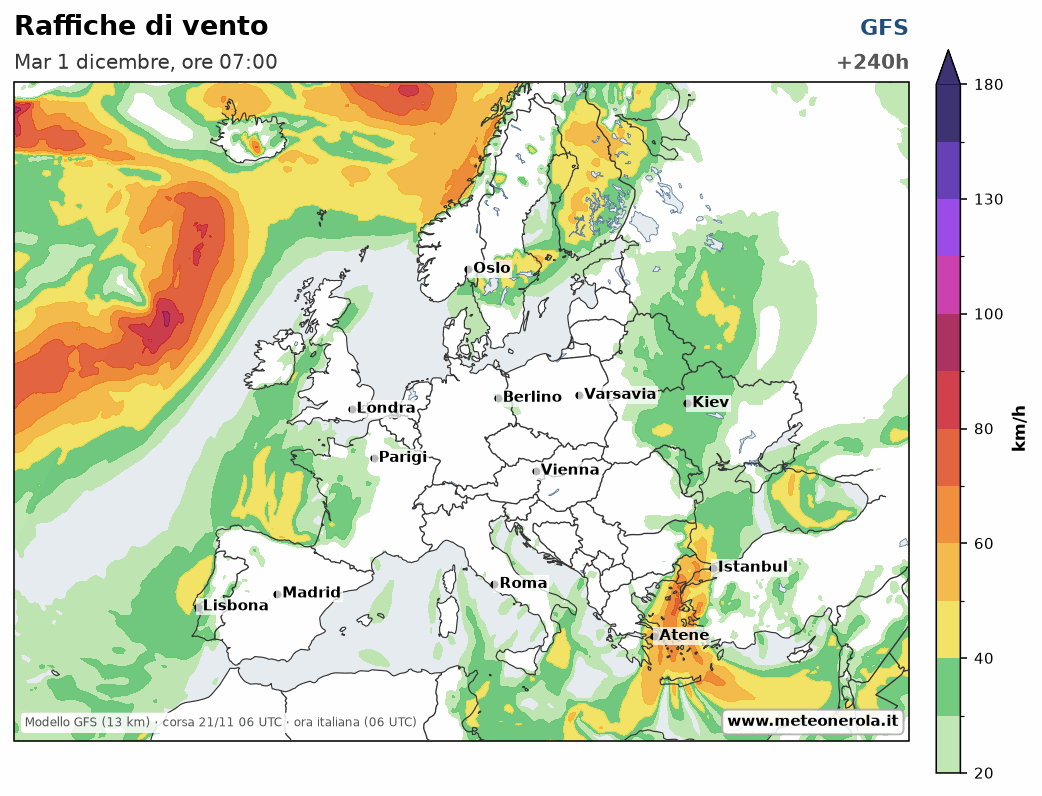 Raffiche di vento
GFS
Mar 1 dicembre, ore 07:00
+240h
180
130
100
80
60
40
20
km/h
Oslo
Londra
Berlino
Varsavia
Kiev
Parigi
Vienna
Istanbul
Roma
Madrid
Lisbona
Atene
Modello GFS (13 km) · corsa 21/11 06 UTC · ora italiana (06 UTC)
www.meteonerola.it